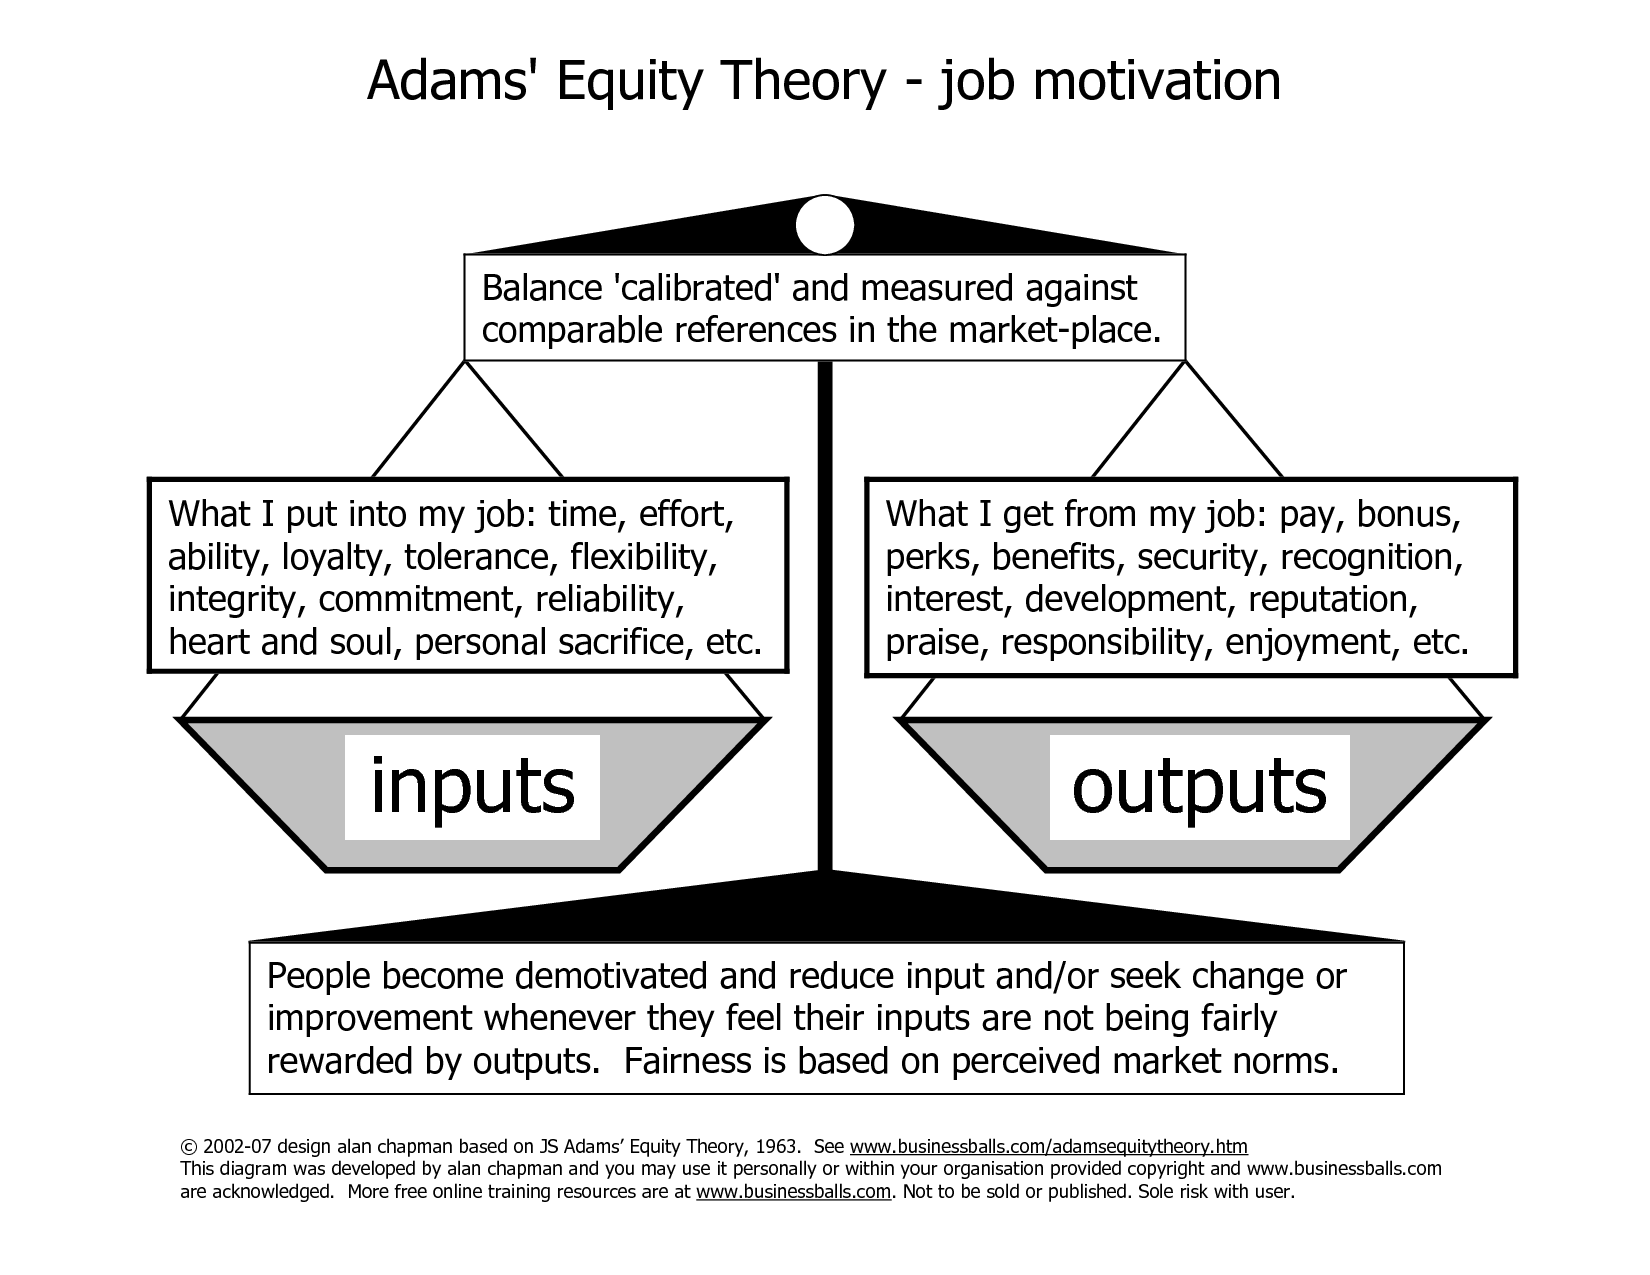 Adams' Equity Theory - job motivation
Balance 'calibrated' and measured against
comparable references in the market-place.
What I put into my job: time, effort,
ability, loyalty, tolerance, flexibility,
integrity, commitment, reliability,
heart and soul, personal sacrifice, etc.
What I get from my job: pay, bonus,
perks, benefits, security, recognition,
interest, development, reputation,
praise, responsibility, enjoyment, etc.
inputs
outputs
People become demotivated and reduce input and/or seek change or
improvement whenever they feel their inputs are not being fairly
rewarded by outputs.  Fairness is based on perceived market norms.
© 2002-07 design alan chapman based on JS Adams’ Equity Theory, 1963.  See www.businessballs.com/adamsequitytheory.htm
This diagram was developed by alan chapman and you may use it personally or within your organisation provided copyright and www.businessballs.com
are acknowledged.  More free online training resources are at www.businessballs.com. Not to be sold or published. Sole risk with user.